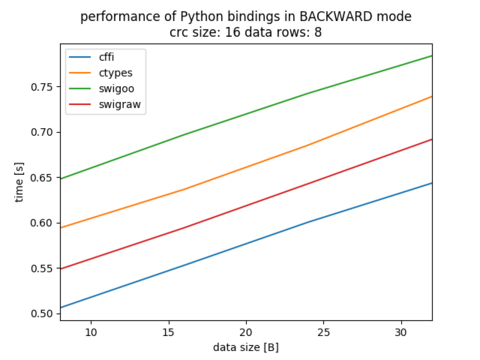 performance of Python bindings in BACKWARD mode
crc size: 16 data rows: 8
cffi
ctypes
swigoo
swigraw
time [s]
0.75
0.70
0.65
0.60
0.55
0.50
10 15 20 25 30
data size [B]